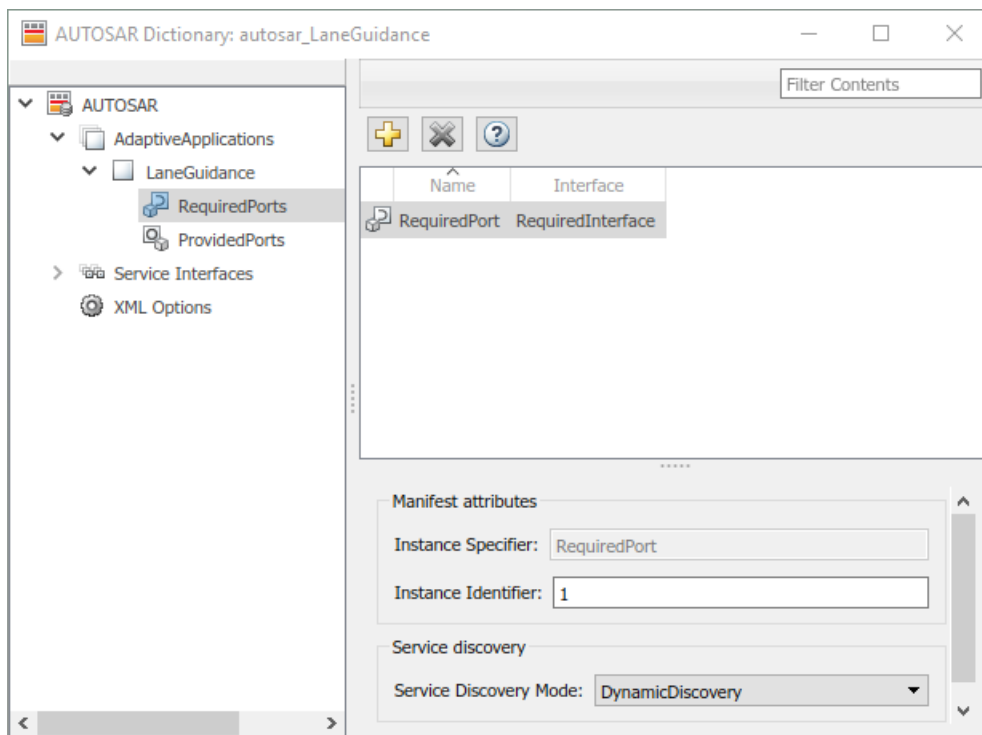 AUTOSAR Dictionary: autosar_LaneGuidance
Filter Contents
AUTOSAR
AdaptiveApplications
LaneGuidance
RequiredPorts
ProvidedPorts
Service Interfaces
XML Options
Name Interface
RequiredPort RequiredInterface
Manifest attributes
Instance Specifier: RequiredPort
Instance Identifier: 1
Service discovery
Service Discovery Mode: DynamicDiscovery